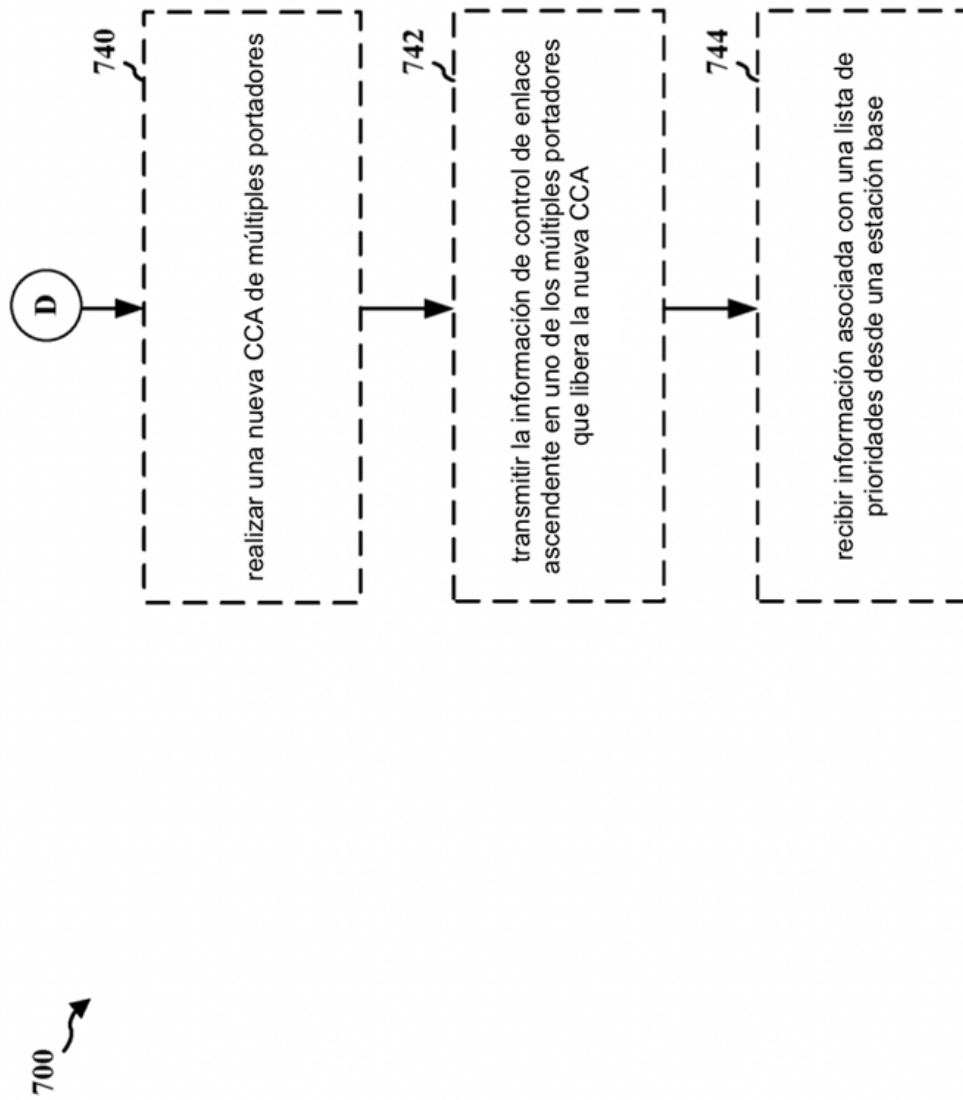 700
D
740
realizar una nueva CCA de múltiples portadores
742
transmitir la información de control de enlace
ascendente en uno de los múltiples portadores
que libera la nueva CCA
744
recibir información asociada con una lista de
prioridades desde una estación base